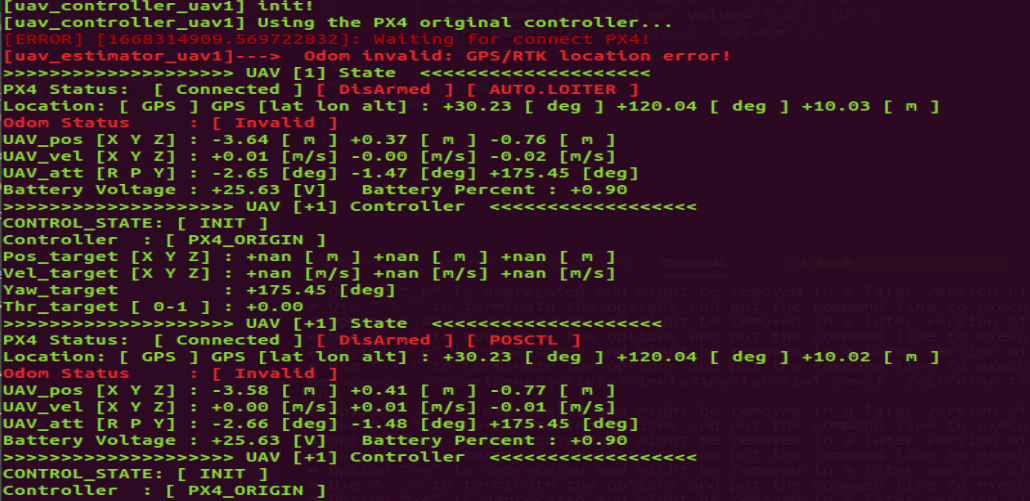 [uav_controller_uav1] init!
[uav_controller_uav1] Using the PX4 original controller...
[ERROR] [1668314909.569722832]: Waiting for connect PX4!
[uav_estimator_uav1]---> Odom invalid: GPS/RTK location error!
>>>>>>>>>>>>>>>>>>>> UAV [1] State <<<<<<<<<<<<<<<<<<<<
PX4 Status: [ Connected ] [ DisArmed ] [ AUTO.LOITER ]
Location: [ GPS ] GPS [lat lon alt] : +30.23 [ deg ] +120.04 [ deg ] +10.03 [ m ]
Odom Status : [ Invalid ]
UAV_pos [X Y Z] : -3.64 [ m ] +0.37 [ m ] -0.76 [ m ]
UAV_vel [X Y Z] : +0.01 [m/s] -0.00 [m/s] -0.02 [m/s]
UAV_att [R P Y] : -2.65 [deg] -1.47 [deg] +175.45 [deg]
Battery Voltage : +25.63 [V] Battery Percent : +0.90
>>>>>>>>>>>>>>>>>>>> UAV [+1] Controller <<<<<<<<<<<<<<<<<<
CONTROL_STATE: [ INIT ]
Controller : [ PX4_ORIGIN ]
Pos_target [X Y Z] : +nan [ m ] +nan [ m ] +nan [ m ]
Vel_target [X Y Z] : +nan [m/s] +nan [m/s] +nan [m/s]
Yaw_target : +175.45 [deg]
Thr_target [ 0-1 ] : +0.00
>>>>>>>>>>>>>>>>>>>> UAV [+1] State <<<<<<<<<<<<<<<<<<<<
PX4 Status: [ Connected ] [ DisArmed ] [ POSCTL ]
Location: [ GPS ] GPS [lat lon alt] : +30.23 [ deg ] +120.04 [ deg ] +10.02 [ m ]
Odom Status : [ Invalid ]
UAV_pos [X Y Z] : -3.58 [ m ] +0.41 [ m ] -0.77 [ m ]
UAV_vel [X Y Z] : +0.00 [m/s] +0.01 [m/s] -0.01 [m/s]
UAV_att [R P Y] : -2.66 [deg] -1.48 [deg] +175.45 [deg]
Battery Voltage : +25.63 [V] Battery Percent : +0.90
>>>>>>>>>>>>>>>>>>>> UAV [+1] Controller <<<<<<<<<<<<<<<<<<
CONTROL_STATE: [ INIT ]
Controller : [ PX4_ORIGIN ]